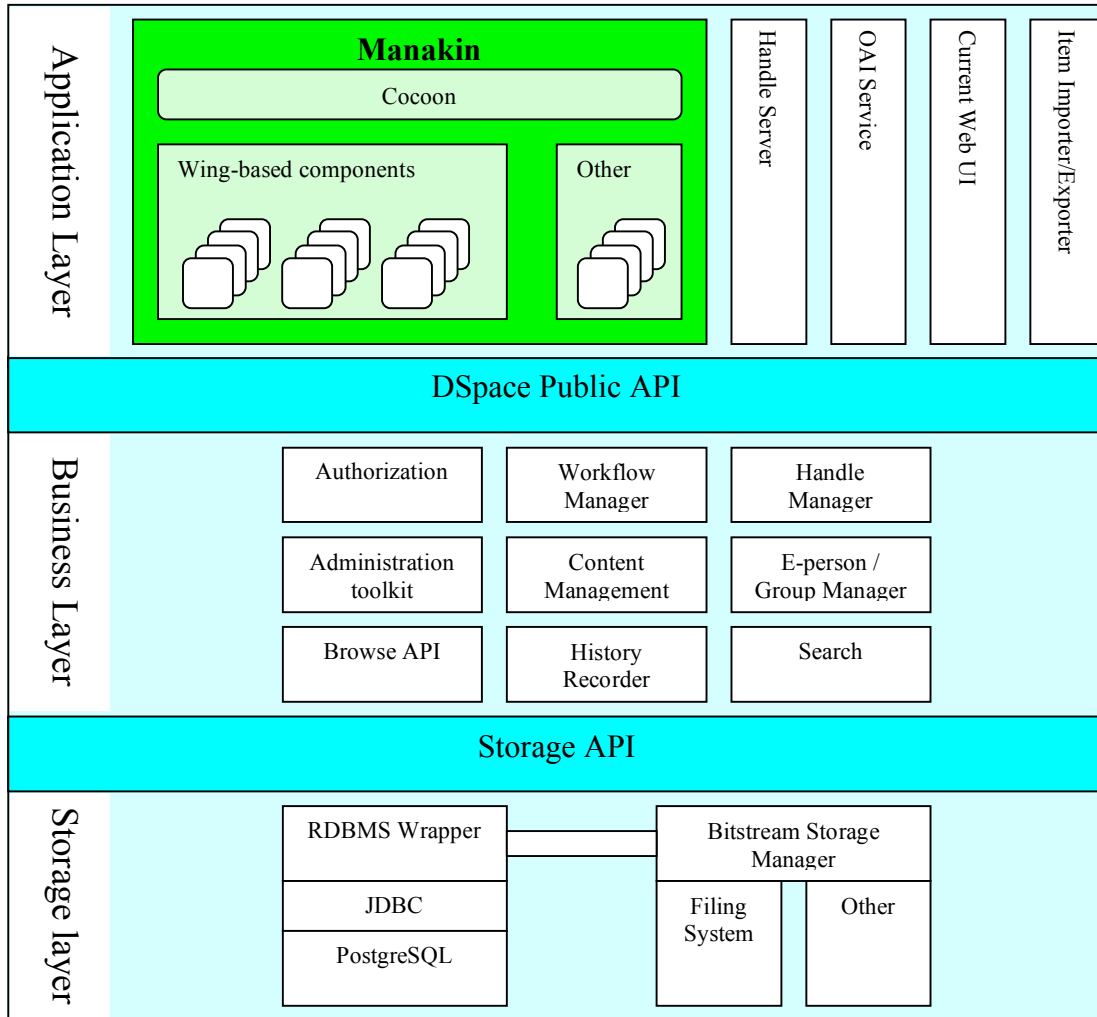 Application Layer
Manakin
Cocoon
Wing-based components
Other
Handle Server
OAI Service
Current Web UI
Item Importer/Exporter
DSpace Public API
Business Layer
Authorization
Workflow
Manager
Handle
Manager
Administration
toolkit
Content
Management
E-person /
Group Manager
Browse API
History
Recorder
Search
Storage API
Storage layer
RDBMS Wrapper
JDBC
PostgreSQL
Bitstream Storage
Manager
Filing
System
Other